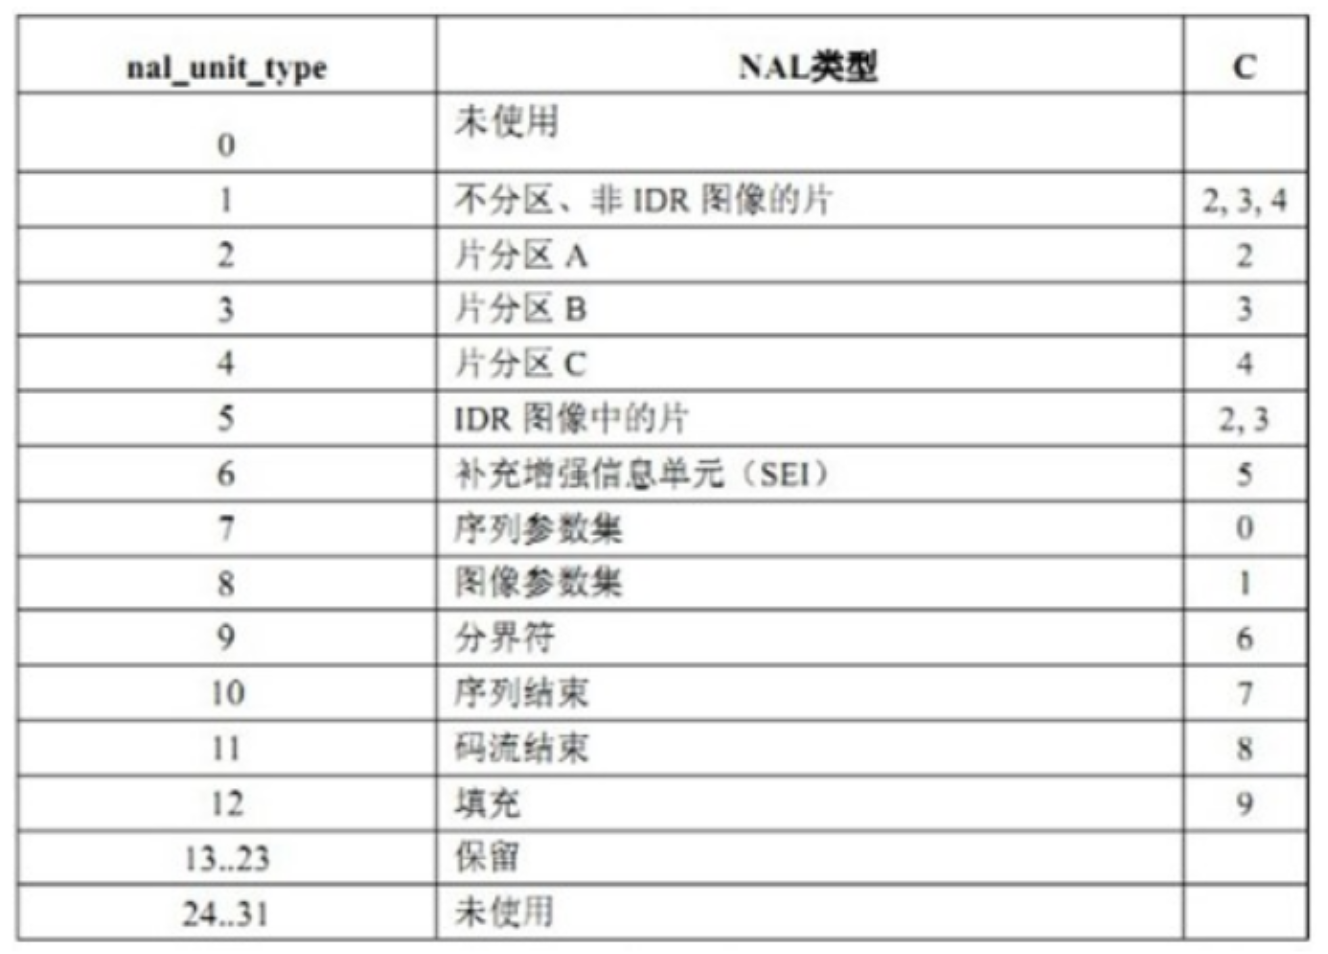 nal_unit_type NAL类型 C
0 未使用
1 不分区、非 IDR 图像的片 2, 3, 4
2 片分区 A 2
3 片分区 B 3
4 片分区 C 4
5 IDR 图像中的片 2, 3
6 补充增强信息单元（SEI） 5
7 序列参数集 0
8 图像参数集 1
9 分界符 6
10 序列结束 7
11 码流结束 8
12 填充 9
13..23 保留
24..31 未使用